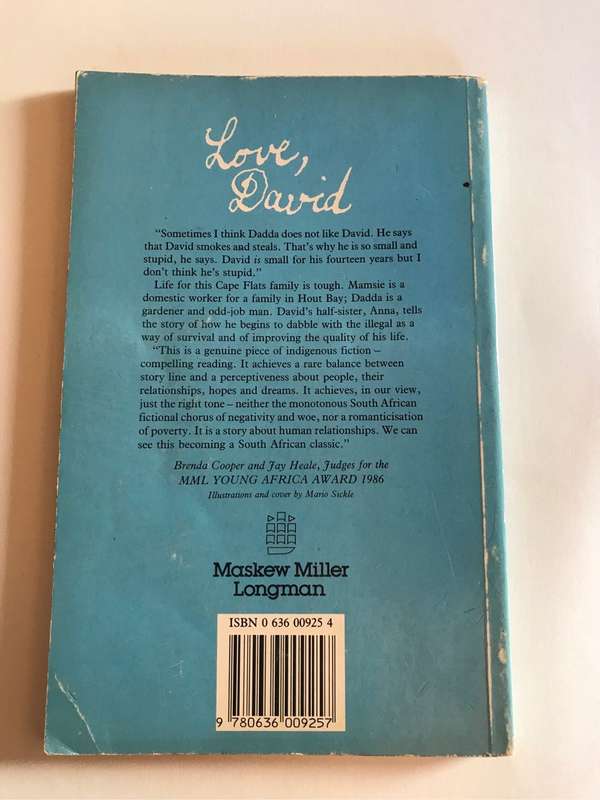 Love,
David
"Sometimes I think Dadda does not like David. He says
that David smokes and steals. That's why he is so small and
stupid, he says. David is small for his fourteen years but I
don't think he's stupid."
Life for this Cape Flats family is tough. Mamsie is a
domestic worker for a family in Hout Bay; Dadda is a
gardener and odd-job man. David's half-sister, Anna, tells
the story of how he begins to dabble with the illegal as a
way of survival and of improving the quality of his life.
"This is a genuine piece of indigenous fiction –
compelling reading. It achieves a rare balance between
story line and a perceptiveness about people, their
relationships, hopes and dreams. It achieves, in our view,
just the right tone – neither the monotonous South African
fictional chorus of negativity and woe, nor a romanticisation
of poverty. It is a story about human relationships. We can
see this becoming a South African classic."
Brenda Cooper and Jay Heale, Judges for the
MML YOUNG AFRICA AWARD 1986
Illustrations and cover by Mario Sickle
Maskew Miller
Longman
ISBN 0 636 00925 4
9 780636 009257